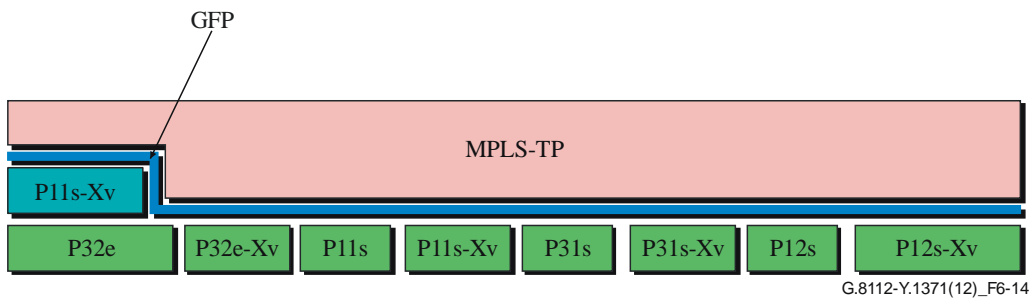 GFP
MPLS-TP
P11s-Xv
P32e P32e-Xv P11s P11s-Xv P31s P31s-Xv P12s P12s-Xv
G.8112-Y.1371(12)_F6-14